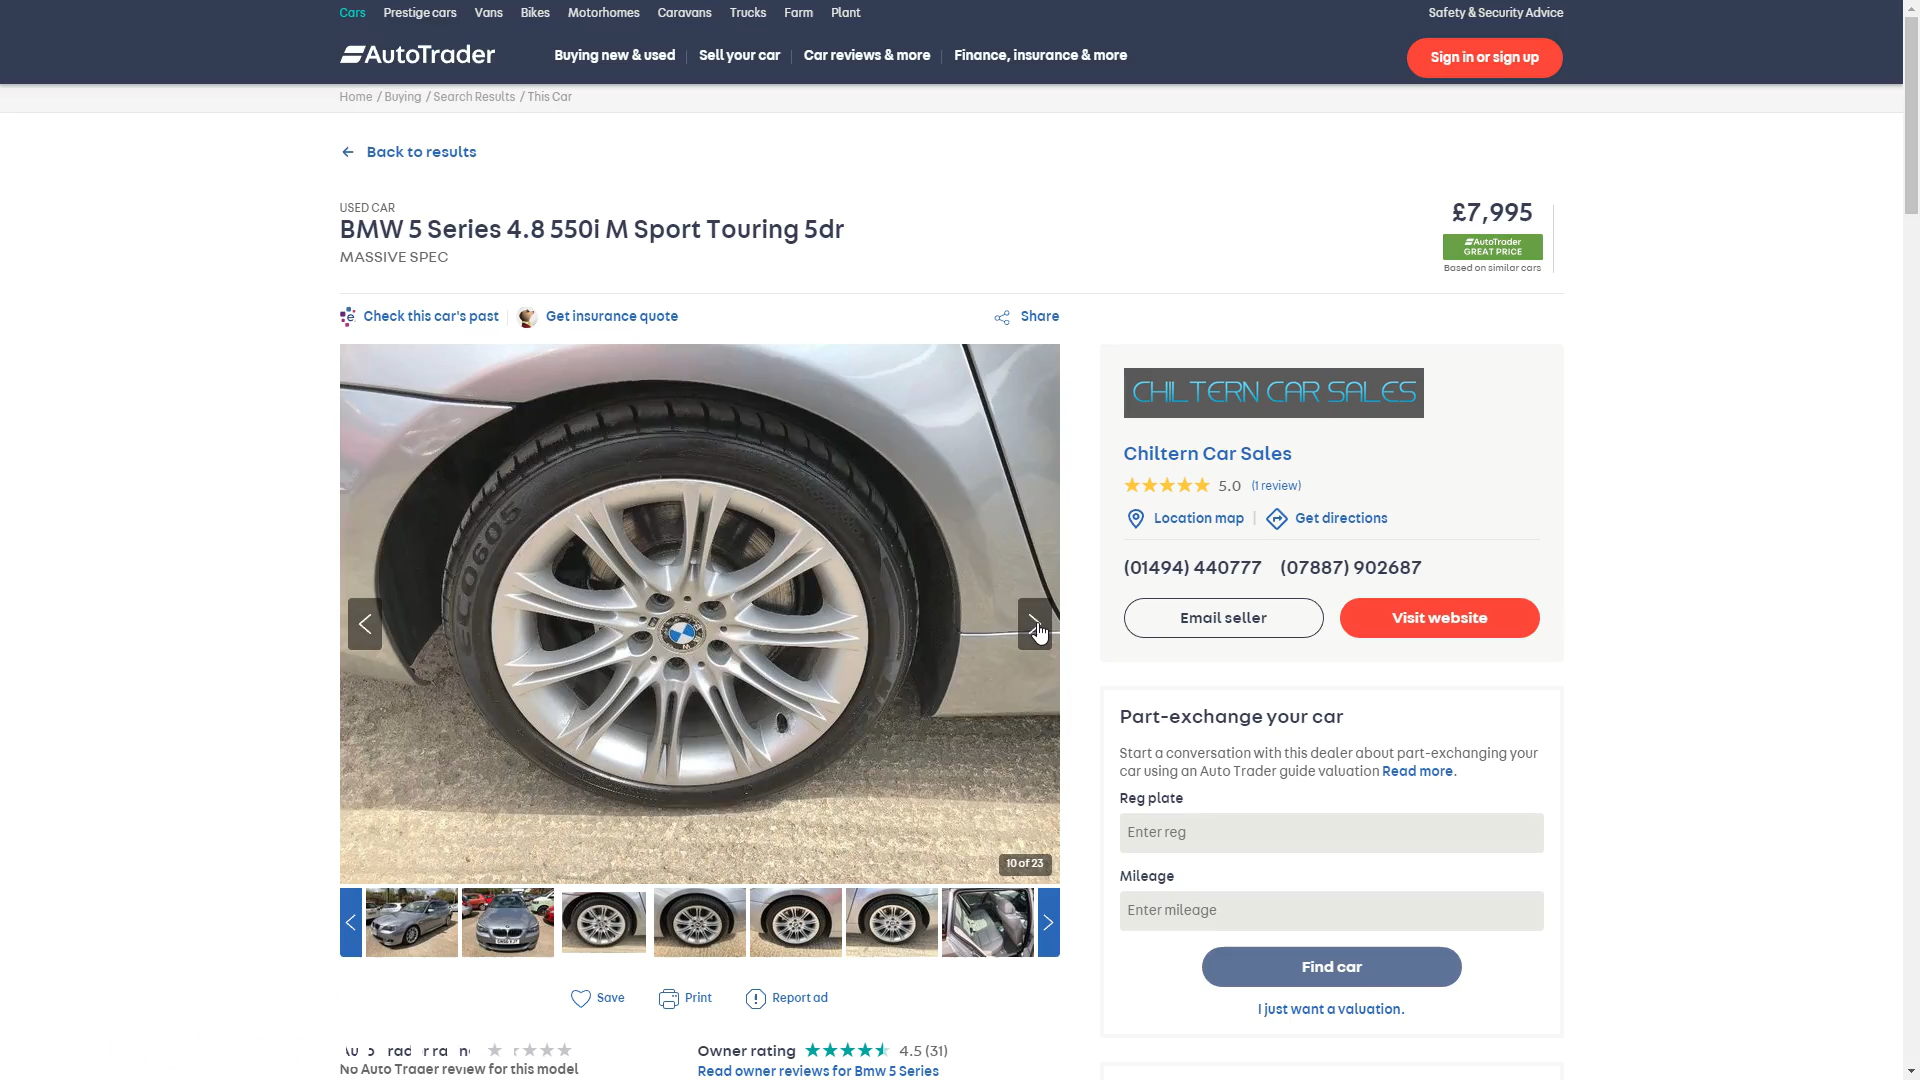 Cars Prestige cars Vans Bikes Motorhomes Caravans Trucks Farm Plant Safety & Security Advice
AutoTrader Buying new & used Sell your car Car reviews & more Finance, insurance & more Sign in or sign up
Home / Buying / Search Results / This Car
Back to results
USED CAR
BMW 5 Series 4.8 550i M Sport Touring 5dr
MASSIVE SPEC
£7,995
AutoTrader
GREAT PRICE
Based on similar cars
Check this car's past Get insurance quote Share
ECO605
10 of 23
CHILTERN CAR SALES
Chiltern Car Sales
5.0 (1 review)
Location map Get directions
(01494) 440777 (07887) 902687
Email seller Visit website
Part-exchange your car
Start a conversation with this dealer about part-exchanging your
car using an Auto Trader guide valuation Read more.
Reg plate
Enter reg
Mileage
Enter mileage
Find car
I just want a valuation.
Save Print Report ad
Owner rating 4.5 (31)
No Auto Trader review for this model
Read owner reviews for Bmw 5 Series